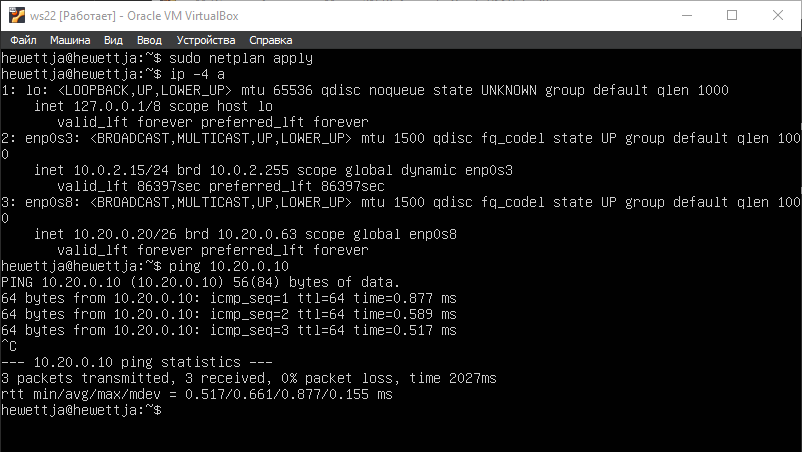 ws22 [Работает] - Oracle VM VirtualBox
Файл Машина Вид Ввод Устройства Справка
hewettja@hewettja:~$ sudo netplan apply
hewettja@hewettja:~$ ip -4 a
1: lo: <LOOPBACK,UP,LOWER_UP> mtu 65536 qdisc noqueue state UNKNOWN group default qlen 1000
    inet 127.0.0.1/8 scope host lo
       valid_lft forever preferred_lft forever
2: enp0s3: <BROADCAST,MULTICAST,UP,LOWER_UP> mtu 1500 qdisc fq_codel state UP group default qlen 100
0
    inet 10.0.2.15/24 brd 10.0.2.255 scope global dynamic enp0s3
       valid_lft 86397sec preferred_lft 86397sec
3: enp0s8: <BROADCAST,MULTICAST,UP,LOWER_UP> mtu 1500 qdisc fq_codel state UP group default qlen 100
0
    inet 10.20.0.20/26 brd 10.20.0.63 scope global enp0s8
       valid_lft forever preferred_lft forever
hewettja@hewettja:~$ ping 10.20.0.10
PING 10.20.0.10 (10.20.0.10) 56(84) bytes of data.
64 bytes from 10.20.0.10: icmp_seq=1 ttl=64 time=0.877 ms
64 bytes from 10.20.0.10: icmp_seq=2 ttl=64 time=0.589 ms
64 bytes from 10.20.0.10: icmp_seq=3 ttl=64 time=0.517 ms
^C
--- 10.20.0.10 ping statistics ---
3 packets transmitted, 3 received, 0% packet loss, time 2027ms
rtt min/avg/max/mdev = 0.517/0.661/0.877/0.155 ms
hewettja@hewettja:~$